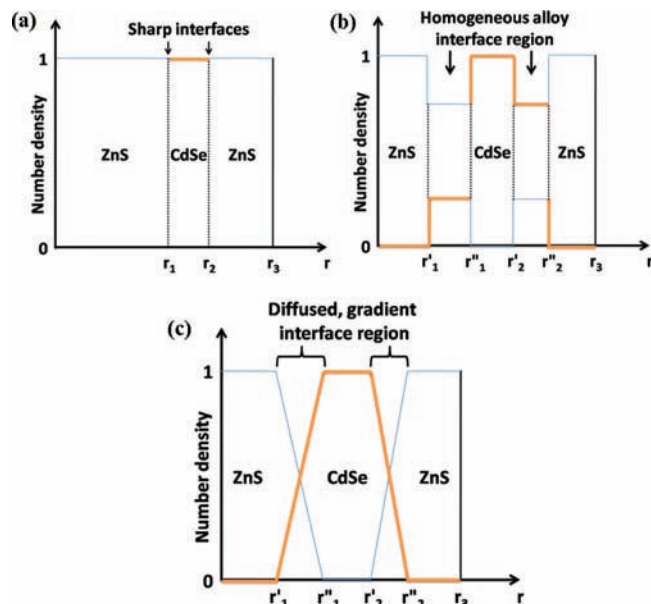 (a)
Sharp interfaces
1
Number density
ZnS
CdSe
ZnS
0
r1
r2
r3
r
(b)
Homogeneous alloy
interface region
1
Number density
ZnS
CdSe
ZnS
0
r'1
r"1
r'2
r"2
r3
r
(c)
Diffused, gradient
interface region
1
Number density
ZnS
CdSe
ZnS
0
r'1
r"1
r'2
r"2
r3
r